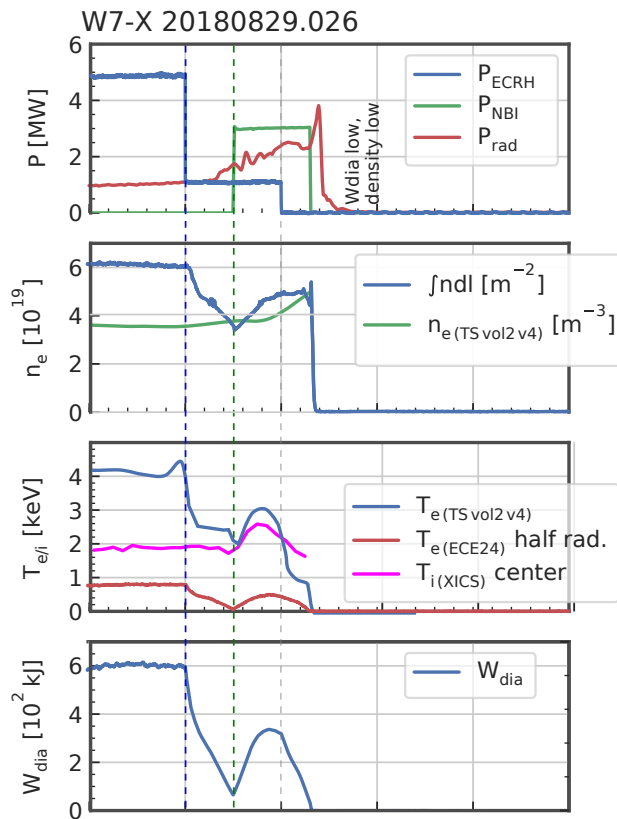 W7-X 20180829.026
6
4
2
0
P [MW]
P_ECRH
P_NBI
P_rad
Wdia low,
density low
6
4
2
0
n_e [10^19]
∫ndl [m^−2]
n_e (TS vol2 v4) [m^−3]
4
3
2
1
0
T_e/i [keV]
T_e (TS vol2 v4)
T_e (ECE24) half rad.
T_i (XICS) center
6
4
2
0
W_dia [10^2 kJ]
W_dia